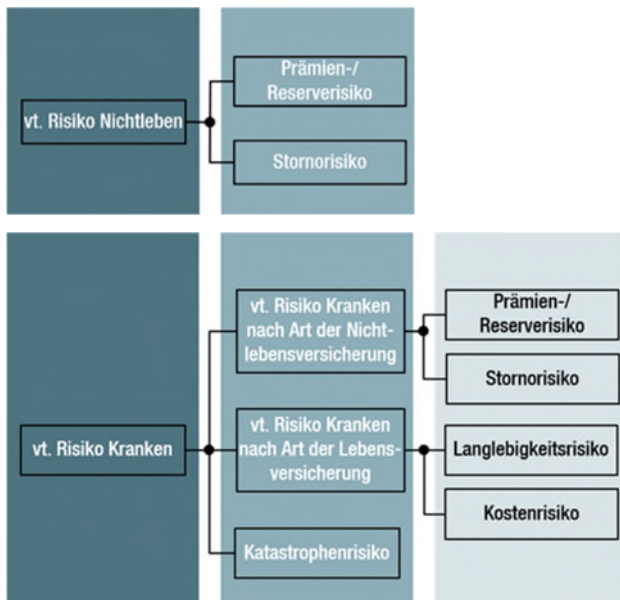 vt. Risiko Nichtleben
Prämien-/
Reserverisiko
Stornorisiko
vt. Risiko Kranken
vt. Risiko Kranken
nach Art der Nicht-
lebensversicherung
Prämien-/
Reserverisiko
Stornorisiko
vt. Risiko Kranken
nach Art der Lebens-
versicherung
Langlebigkeitsrisiko
Kostenrisiko
Katastrophenrisiko